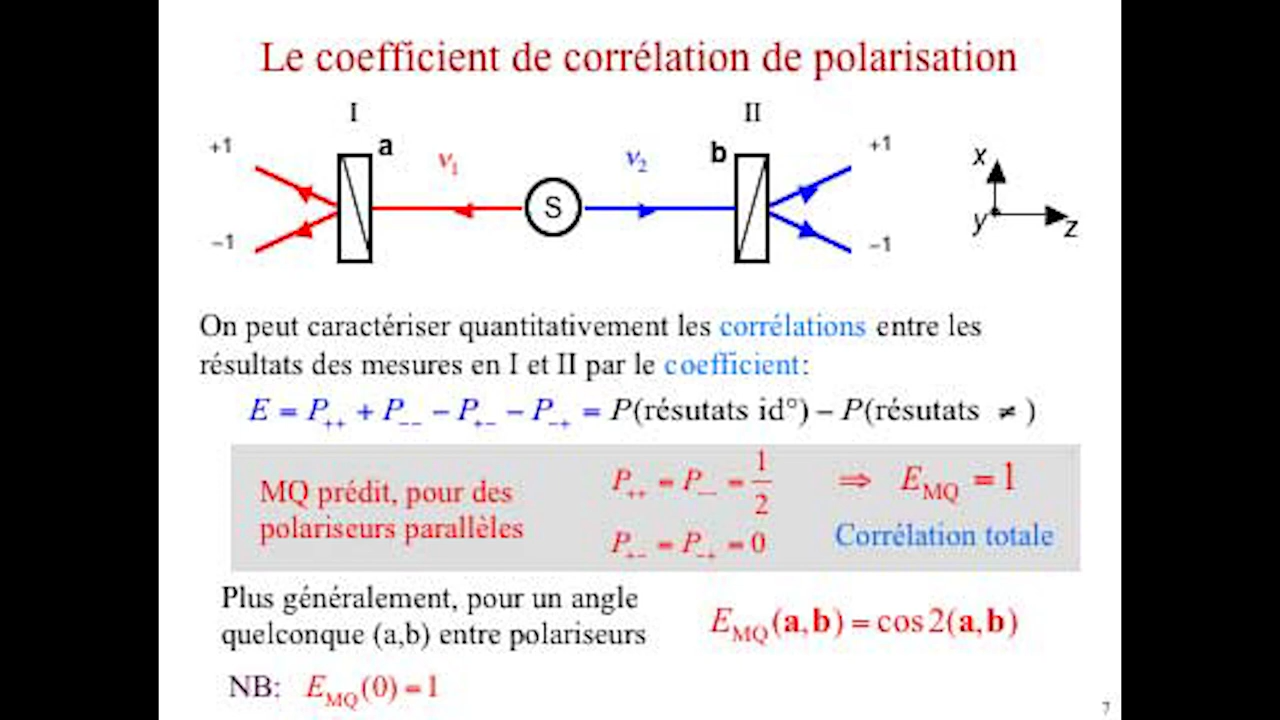 Le coefficient de corrélation de polarisation
I II
+1 a ν1 ν2 b +1
S
−1 −1
x
y z
On peut caractériser quantitativement les corrélations entre les
résultats des mesures en I et II par le coefficient:
E = P++ + P−− − P+− − P−+ = P(résutats id°) − P(résutats ≠ )
MQ prédit, pour des
polariseurs parallèles
P++ = P−− = 1/2 ⇒ EMQ = 1
P+− = P−+ = 0 Corrélation totale
Plus généralement, pour un angle
quelconque (a,b) entre polariseurs
EMQ(a,b) = cos 2(a,b)
NB: EMQ(0) = 1
7